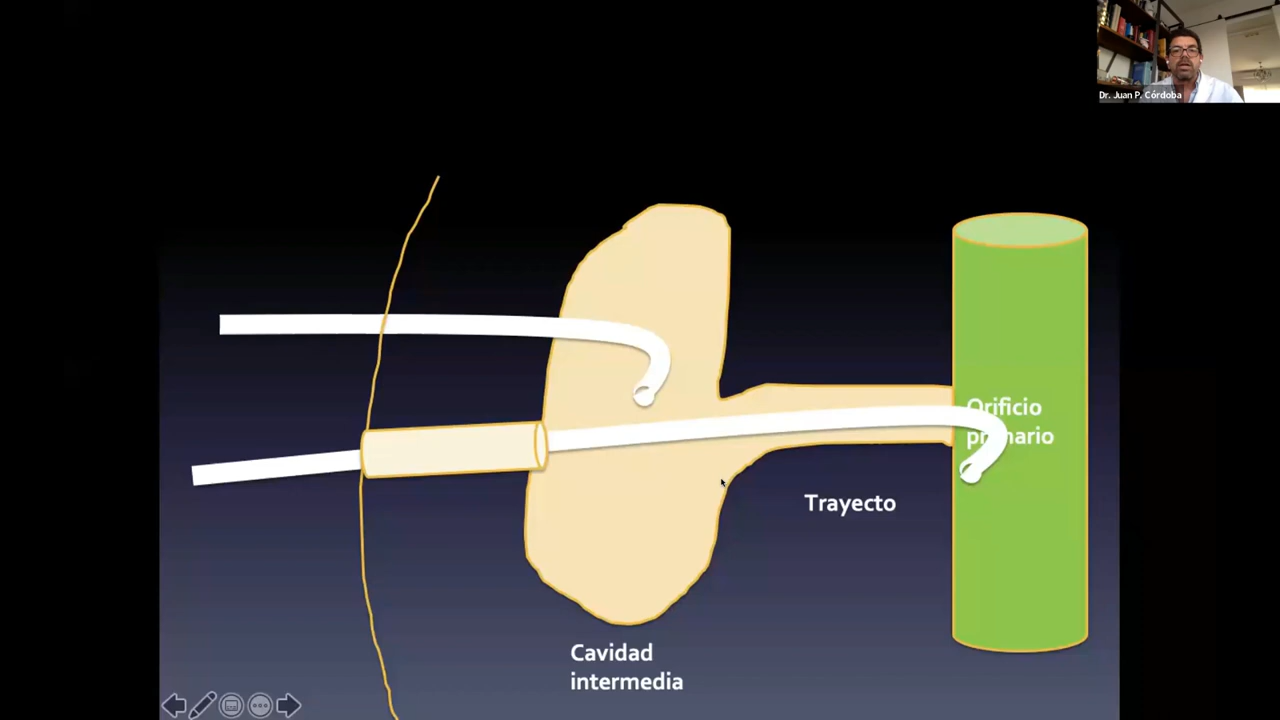 Dr. Juan P. Córdoba
Orificio
primario
Trayecto
Cavidad
intermedia